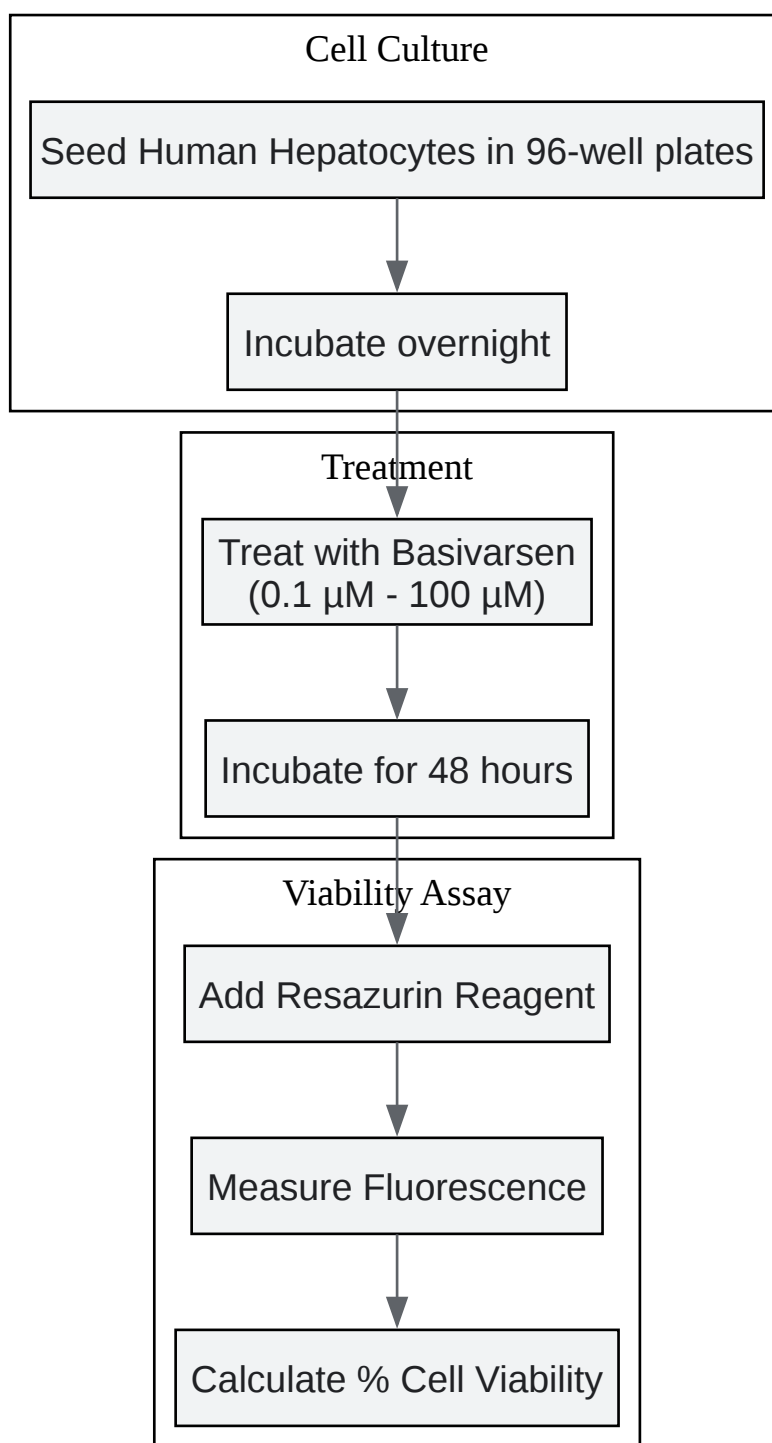 Cell Culture
Seed Human Hepatocytes in 96-well plates
Incubate overnight
Treatment
Treat with Basivarsen
(0.1 µM - 100 µM)
Incubate for 48 hours
Viability Assay
Add Resazurin Reagent
Measure Fluorescence
Calculate % Cell Viability